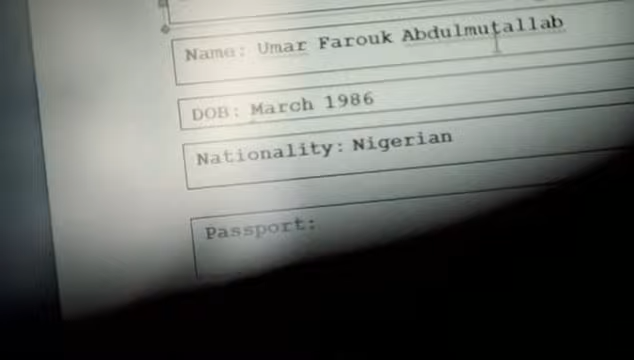 Name: Umar Farouk Abdulmutallab
DOB: March 1986
Nationality: Nigerian
Passport: